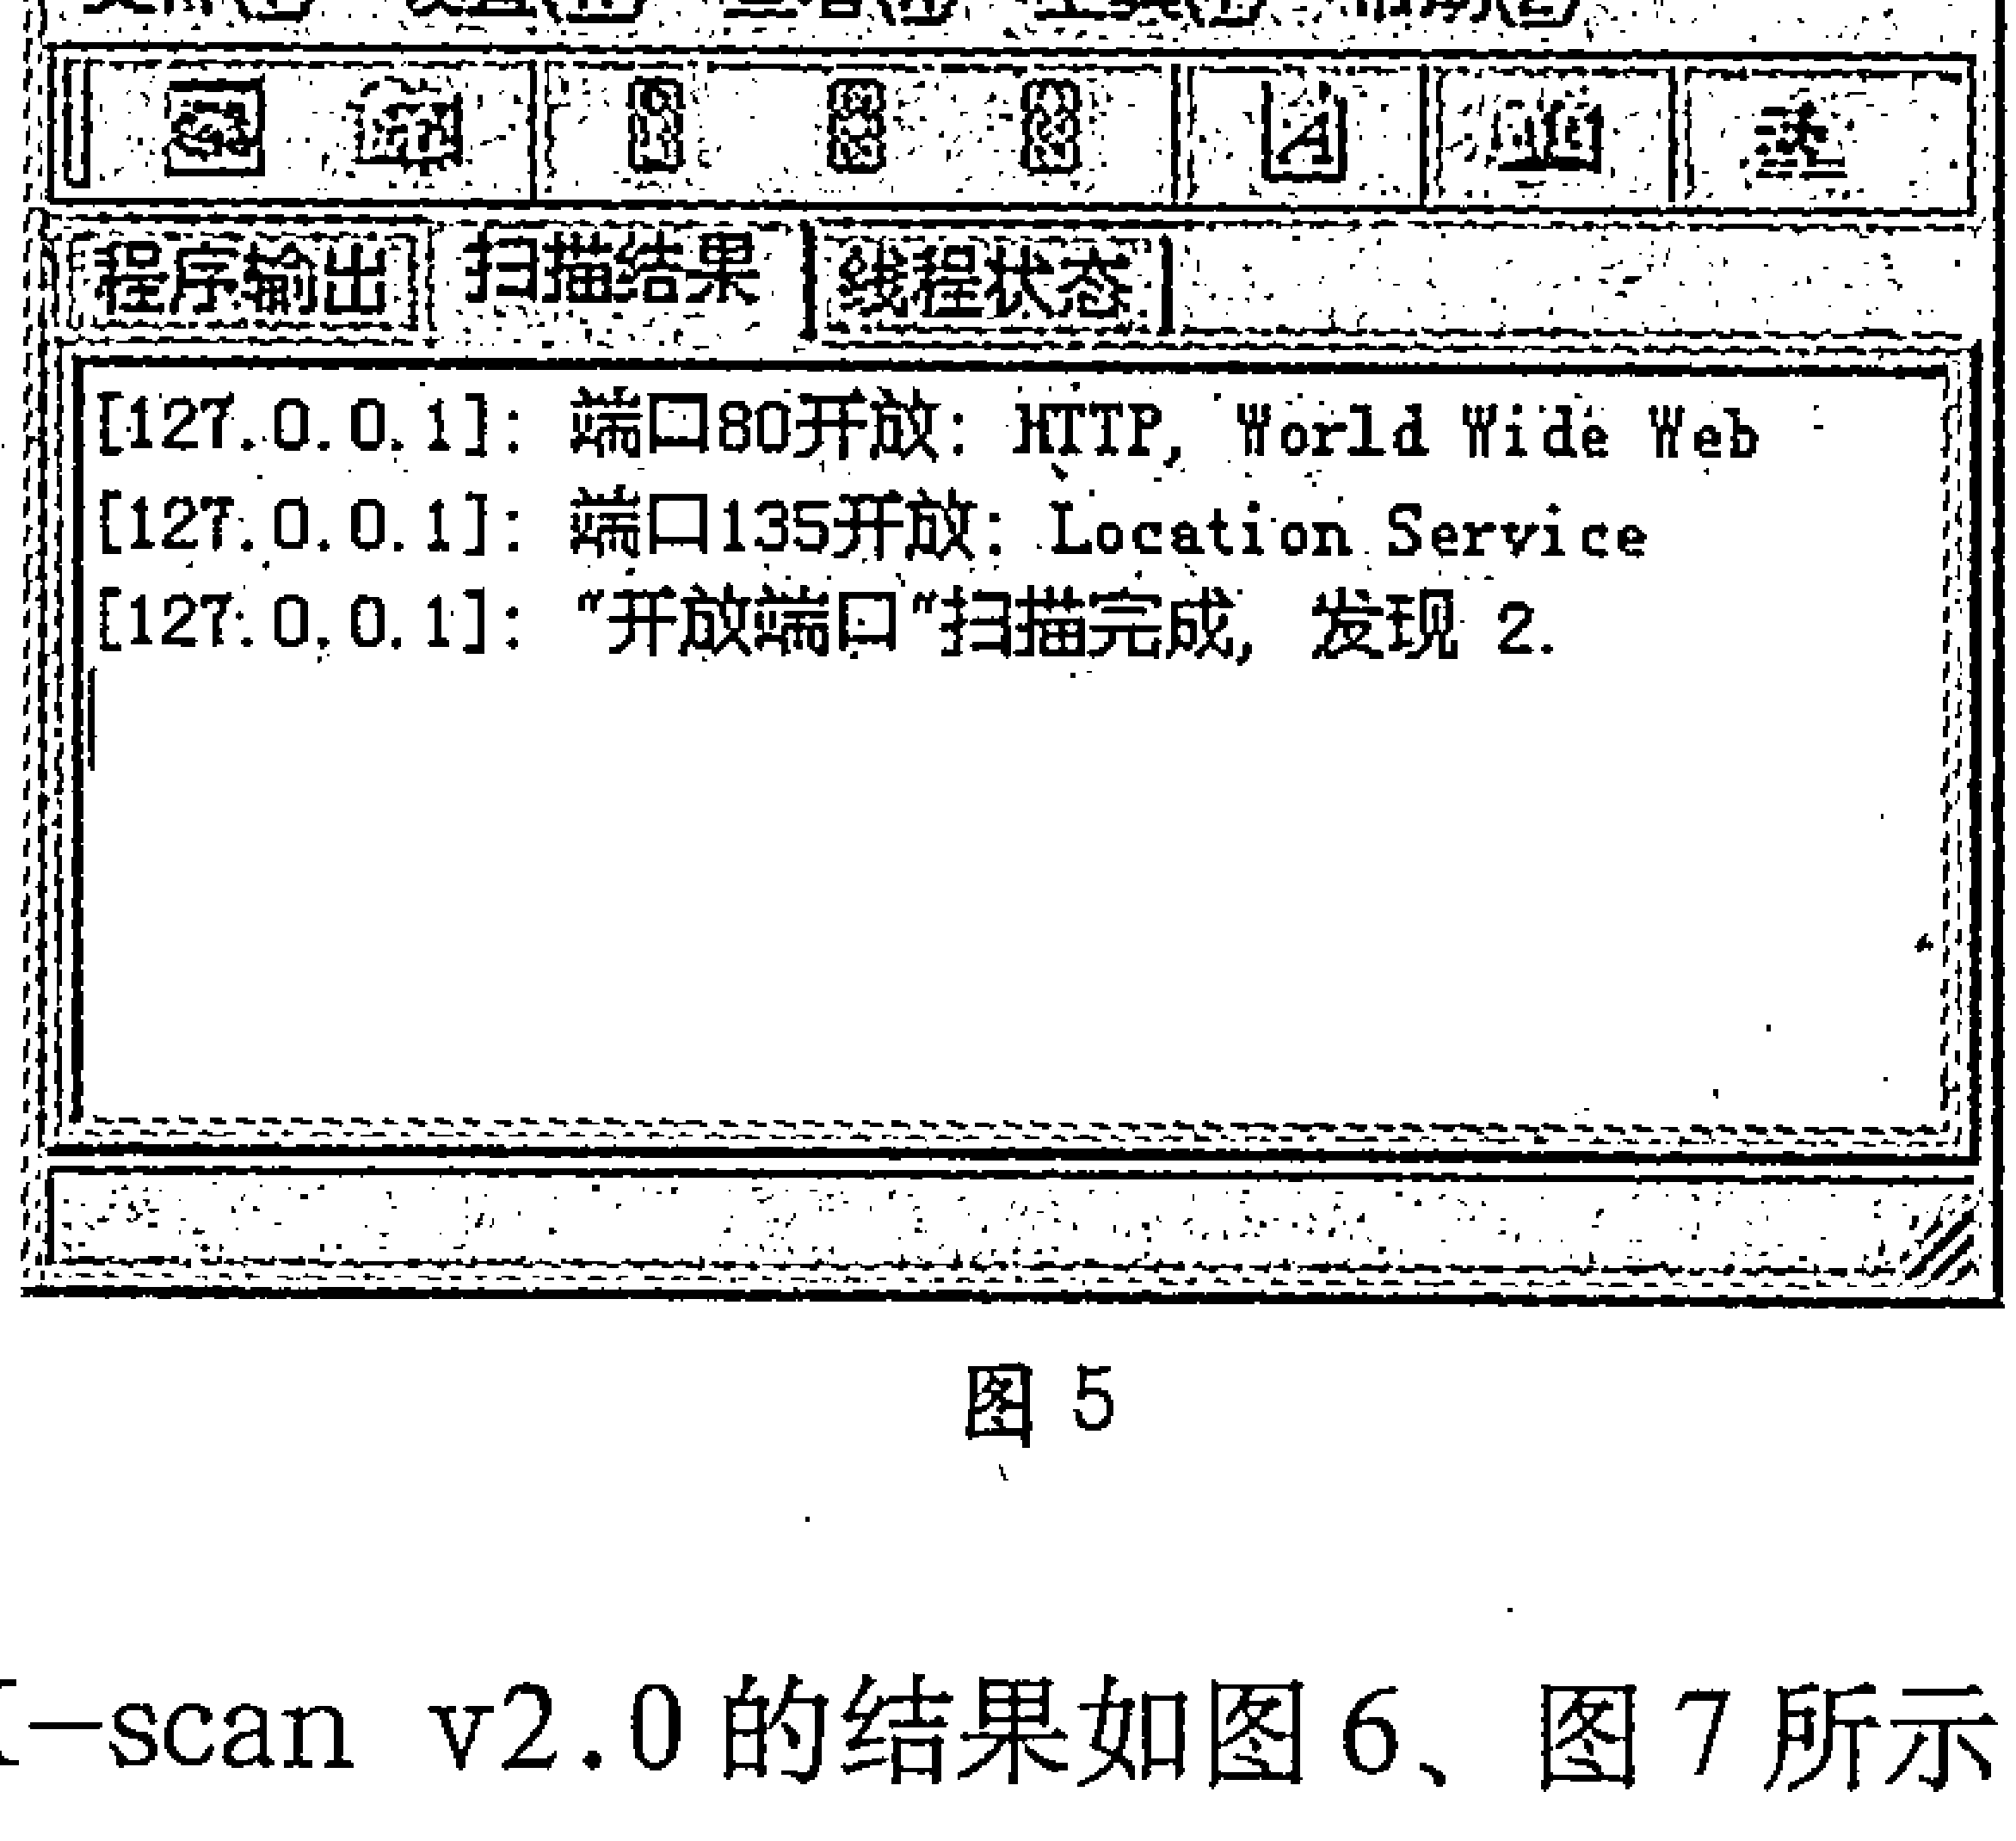 程序输出 扫描结果 线程状态
[127.0.0.1]: 端口80开放: HTTP, World Wide Web
[127.0.0.1]: 端口135开放: Location Service
[127.0.0.1]: "开放端口"扫描完成, 发现 2.
图 5
-scan v2.0的结果如图6、图7所示